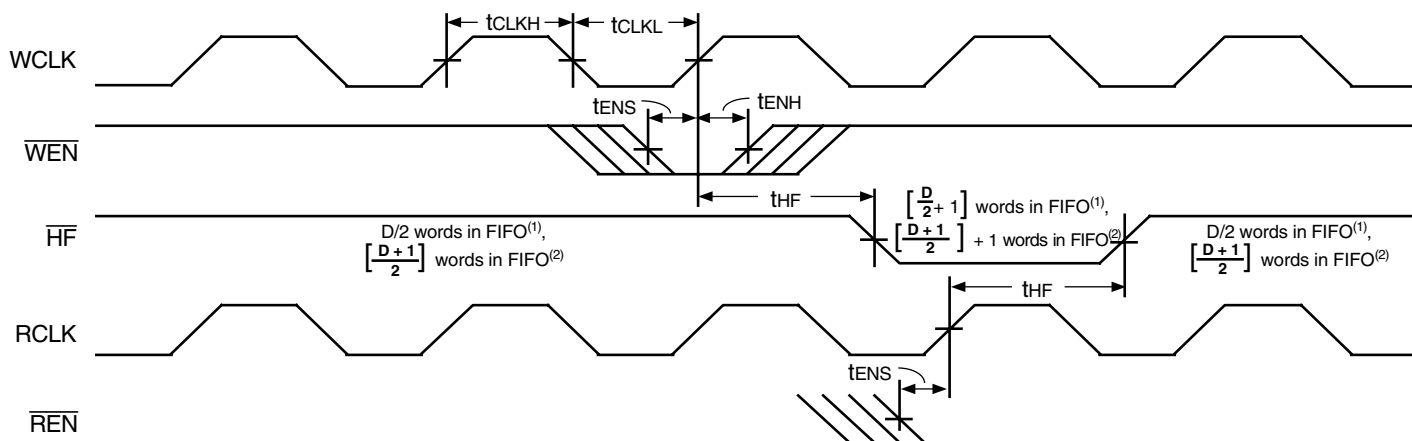 tCLKH
tCLKL
WCLK
tENS
tENH
WEN
tHF
[D/2 + 1] words in FIFO(1),
[D + 1/2] + 1 words in FIFO(2)
HF
D/2 words in FIFO(1),
[D + 1/2] words in FIFO(2)
D/2 words in FIFO(1),
[D + 1/2] words in FIFO(2)
tHF
RCLK
tENS
REN